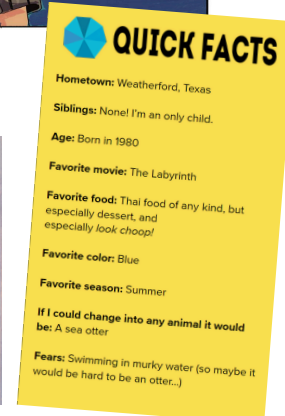 QUICK FACTS
Hometown: Weatherford, Texas
Siblings: None! I'm an only child.
Age: Born in 1980
Favorite movie: The Labyrinth
Favorite food: Thai food of any kind, but
especially dessert, and
especially look choop!
Favorite color: Blue
Favorite season: Summer
If I could change into any animal it would
be: A sea otter
Fears: Swimming in murky water (so maybe it
would be hard to be an otter...)